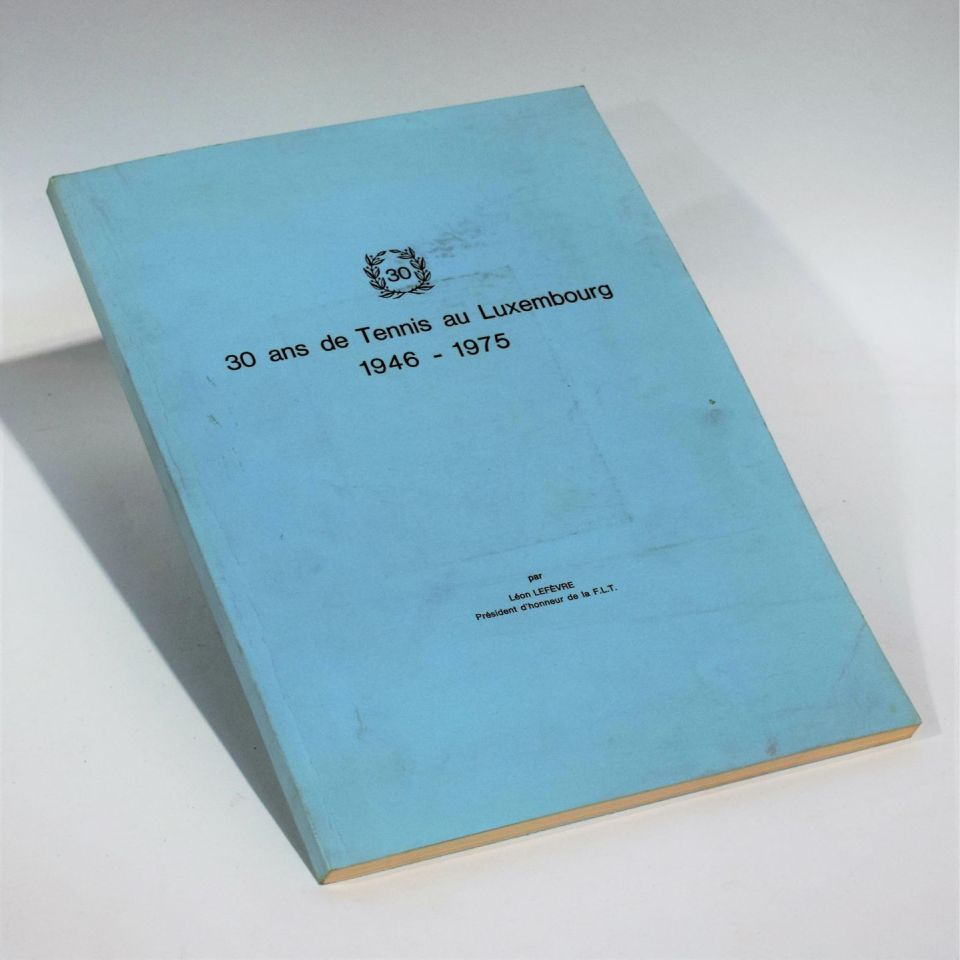 30
30 ans de Tennis au Luxembourg
1946 - 1975
par
Léon LEFÈVRE
Président d'honneur de la F.L.T.